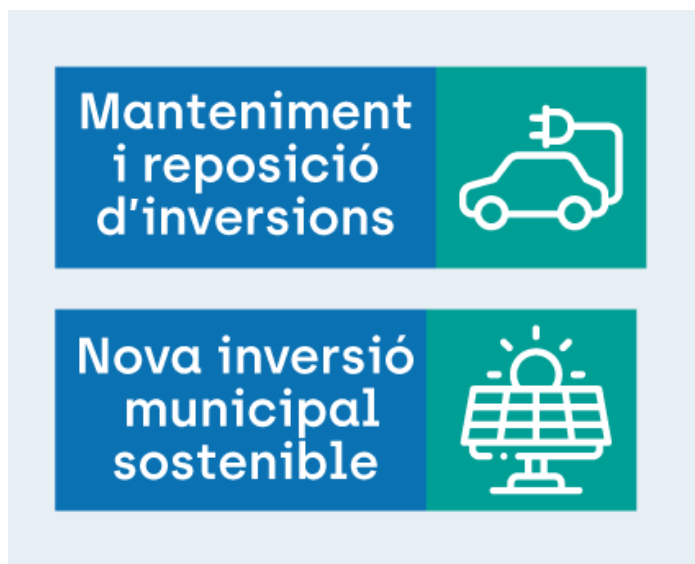 Manteniment
i reposició
d'inversions
Nova inversió
municipal
sostenible